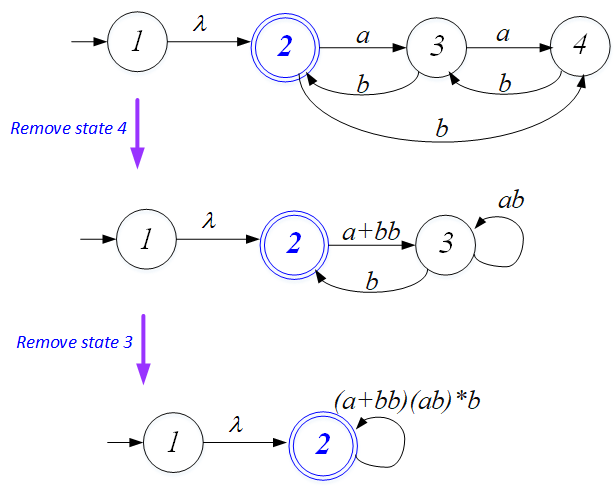 λ
a
a
1
2
3
4
b
b
b
Remove state 4
λ
a+bb
ab
1
2
3
b
Remove state 3
λ
(a+bb)(ab)*b
1
2